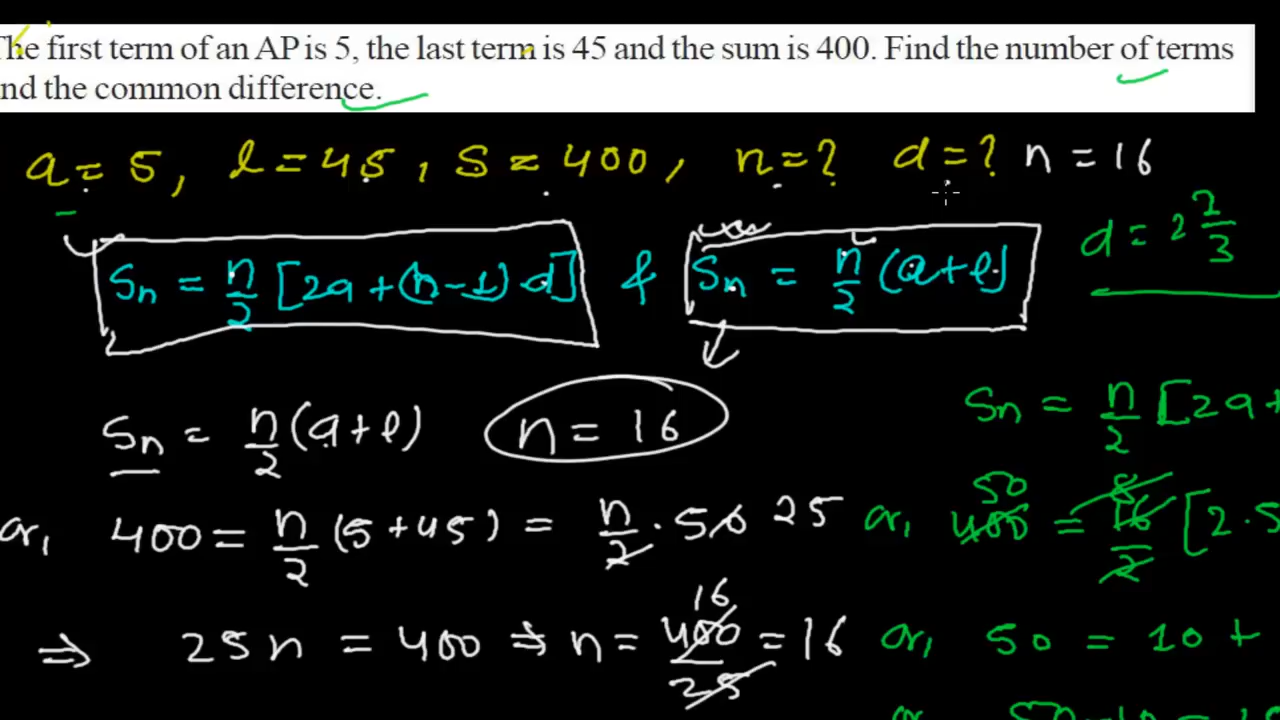 The first term of an AP is 5, the last term is 45 and the sum is 400. Find the number of terms
nd the common difference.
a = 5, l = 45, S = 400, n = ? d = ? n = 16
d = 2 2/3
Sn = n/2 [2a + (n-1) d] & Sn = n/2 (a+l)
Sn = n/2 (a+l) n = 16
Sn = n/2 [2a+
or, 400 = n/2 (5+45) = n/2 . 50 25
50 8
or, 400 = 16/2 [2.5
16
⇒ 25n = 400 ⇒ n = 400/25 = 16
or, 50 = 10 +